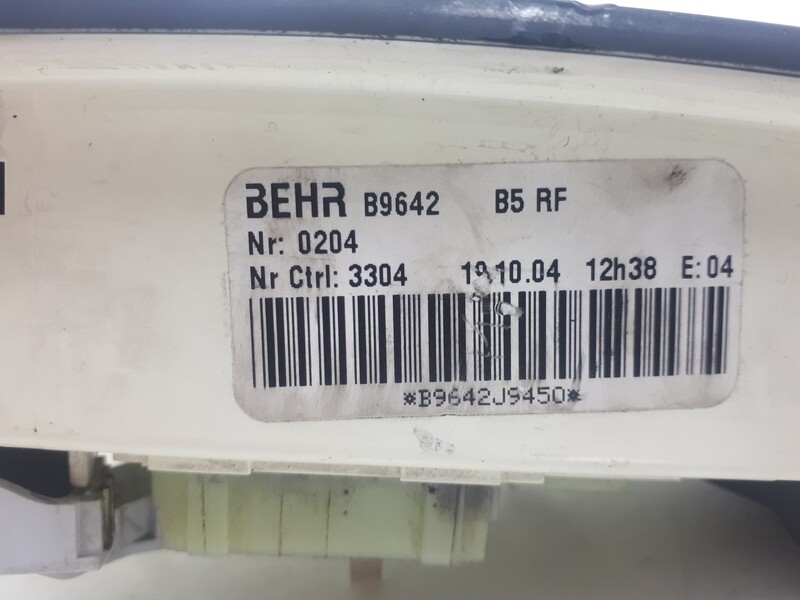 BEHR B9642 B5 RF
Nr: 0204
Nr Ctrl: 3304 19.10.04 12h38 E: 04
*B9642J9450*